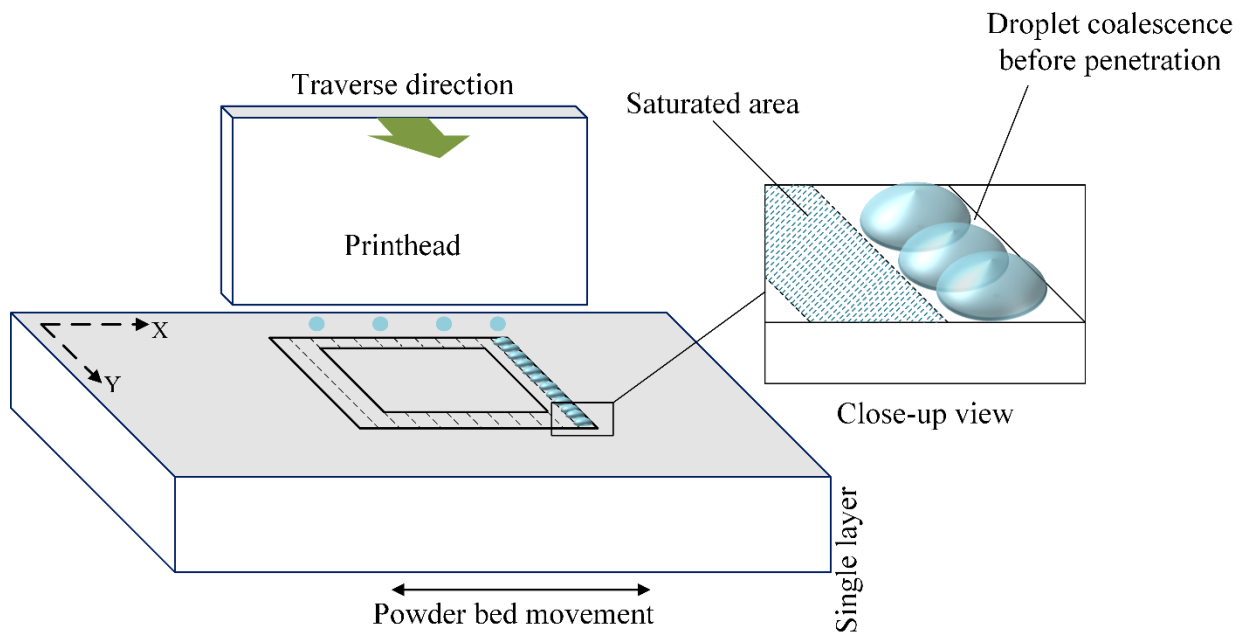 Droplet coalescence
before penetration
Traverse direction
Saturated area
Printhead
X
Y
Close-up view
Single layer
Powder bed movement